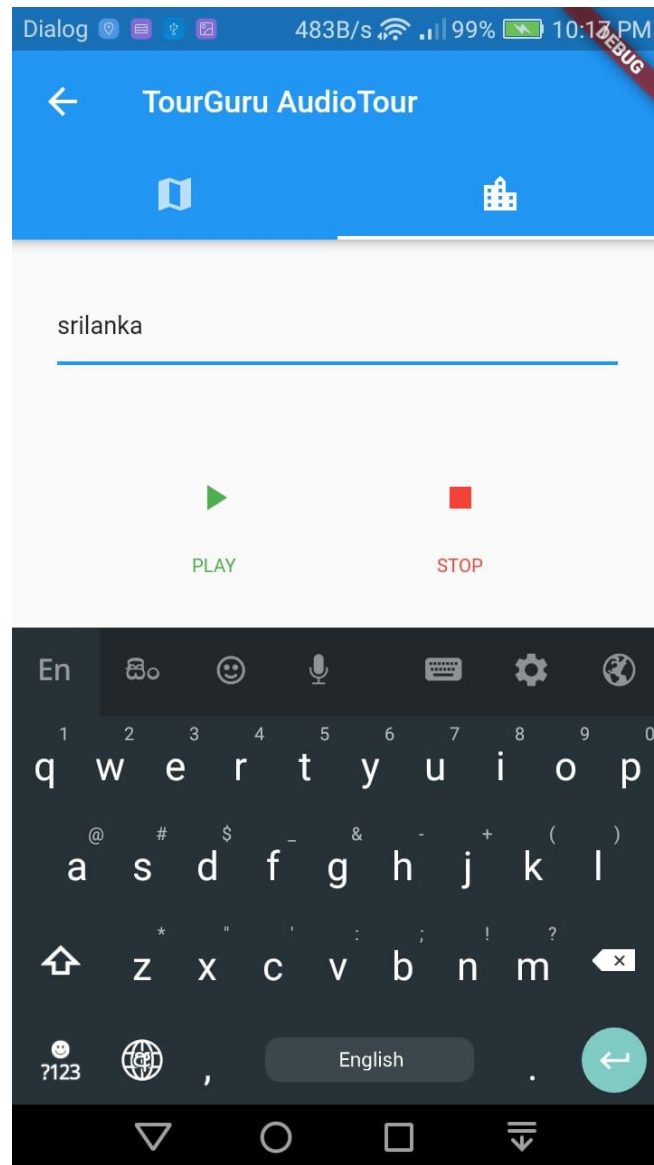 Dialog 483B/s 99% 10:17 PM
DEBUG
TourGuru AudioTour
srilanka
PLAY STOP
En සිං
1 2 3 4 5 6 7 8 9 0
q w e r t y u i o p
@ # $ _ & - + ( )
a s d f g h j k l
* " ' : ; ! ?
z x c v b n m
?123 , English .